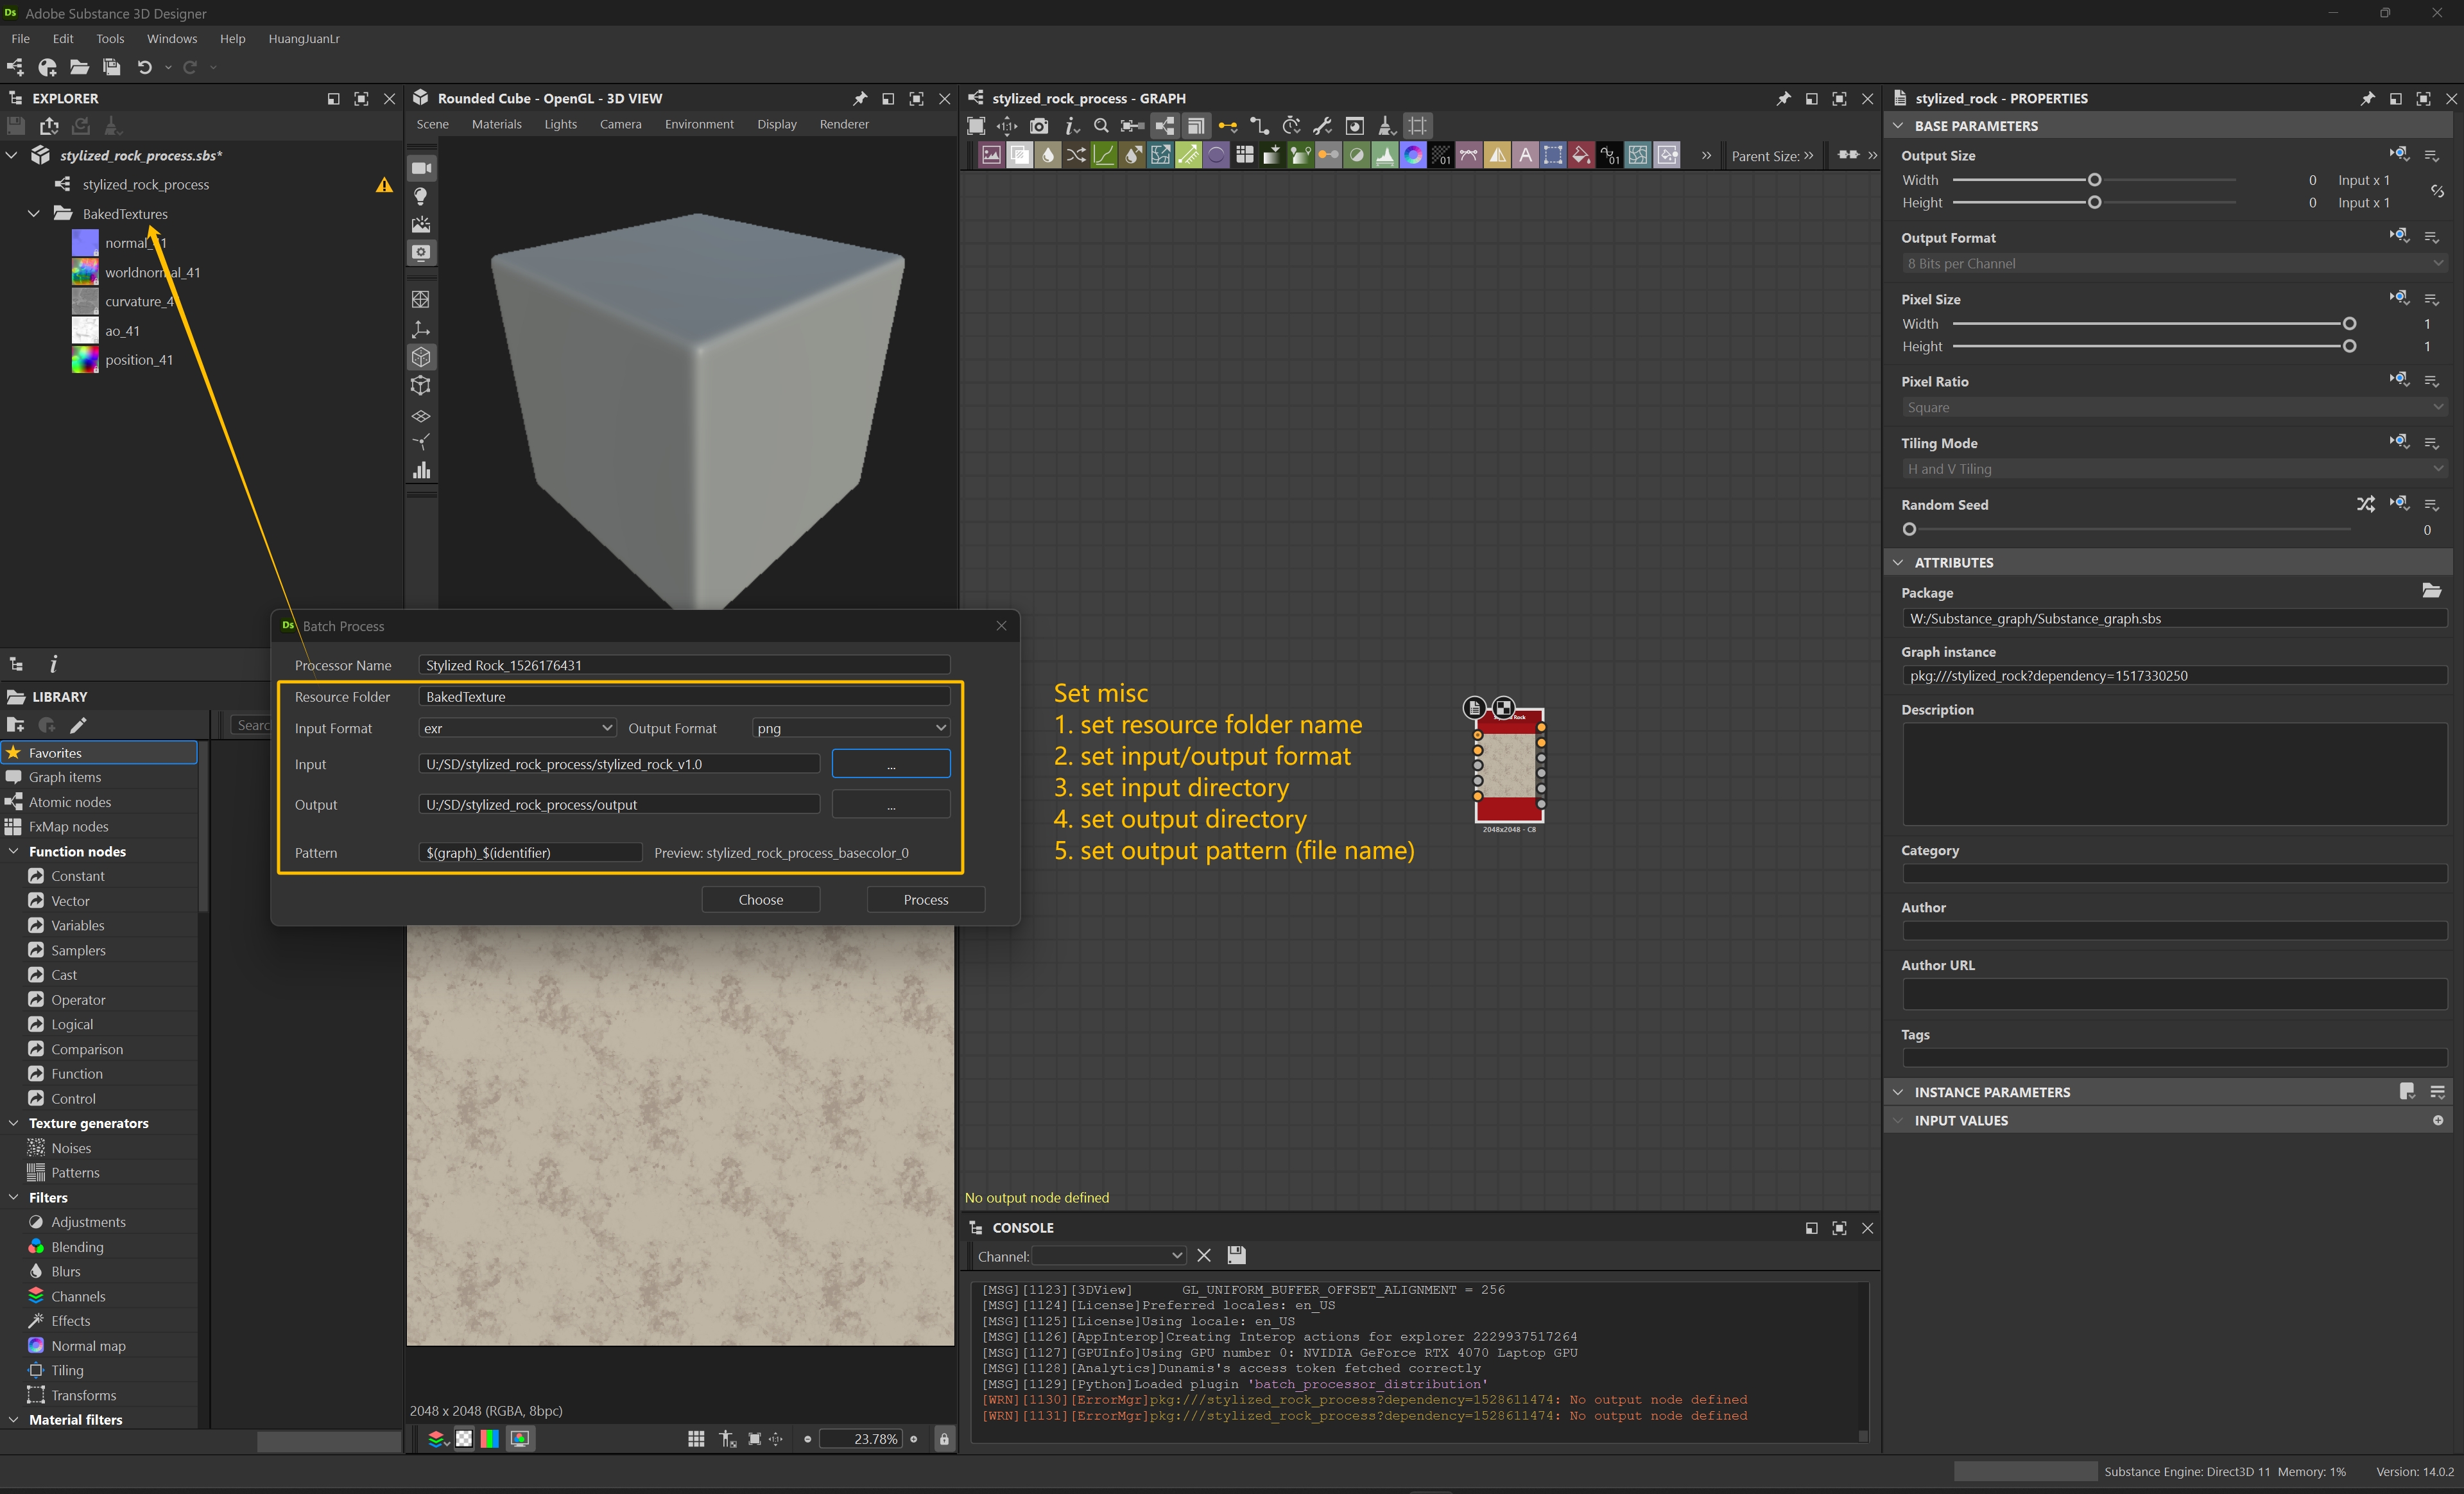 Ds Adobe Substance 3D Designer
File Edit Tools Windows Help HuangJuanLr
EXPLORER
stylized_rock_process.sbs*
stylized_rock_process
BakedTextures
normal_41
worldnormal_41
curvature_4
ao_41
position_41
Rounded Cube - OpenGL - 3D VIEW
Scene Materials Lights Camera Environment Display Renderer
stylized_rock_process - GRAPH
Parent Size: »
Set misc
1. set resource folder name
2. set input/output format
3. set input directory
4. set output directory
5. set output pattern (file name)
2048x2048 - C8
No output node defined
Ds Batch Process
Processor Name Stylized Rock_1526176431
Resource Folder BakedTexture
Input Format exr Output Format png
Input U:/SD/stylized_rock_process/stylized_rock_v1.0 ...
Output U:/SD/stylized_rock_process/output ...
Pattern $(graph)_$(identifier) Preview: stylized_rock_process_basecolor_0
Choose Process
LIBRARY
Searc
Favorites
Graph items
Atomic nodes
FxMap nodes
Function nodes
Constant
Vector
Variables
Samplers
Cast
Operator
Logical
Comparison
Function
Control
Texture generators
Noises
Patterns
Filters
Adjustments
Blending
Blurs
Channels
Effects
Normal map
Tiling
Transforms
Material filters
2048 x 2048 (RGBA, 8bpc)
23.78%
CONSOLE
Channel:
[MSG][1123][3DView] GL_UNIFORM_BUFFER_OFFSET_ALIGNMENT = 256
[MSG][1124][License]Preferred locales: en_US
[MSG][1125][License]Using locale: en_US
[MSG][1126][AppInterop]Creating Interop actions for explorer 2229937517264
[MSG][1127][GPUInfo]Using GPU number 0: NVIDIA GeForce RTX 4070 Laptop GPU
[MSG][1128][Analytics]Dunamis's access token fetched correctly
[MSG][1129][Python]Loaded plugin 'batch_processor_distribution'
[WRN][1130][ErrorMgr]pkg:///stylized_rock_process?dependency=1528611474: No output node defined
[WRN][1131][ErrorMgr]pkg:///stylized_rock_process?dependency=1528611474: No output node defined
stylized_rock - PROPERTIES
BASE PARAMETERS
Output Size
Width 0 Input x 1
Height 0 Input x 1
Output Format
8 Bits per Channel
Pixel Size
Width 1
Height 1
Pixel Ratio
Square
Tiling Mode
H and V Tiling
Random Seed
0
ATTRIBUTES
Package
W:/Substance_graph/Substance_graph.sbs
Graph instance
pkg:///stylized_rock?dependency=1517330250
Description
Category
Author
Author URL
Tags
INSTANCE PARAMETERS
INPUT VALUES
Substance Engine: Direct3D 11 Memory: 1% Version: 14.0.2